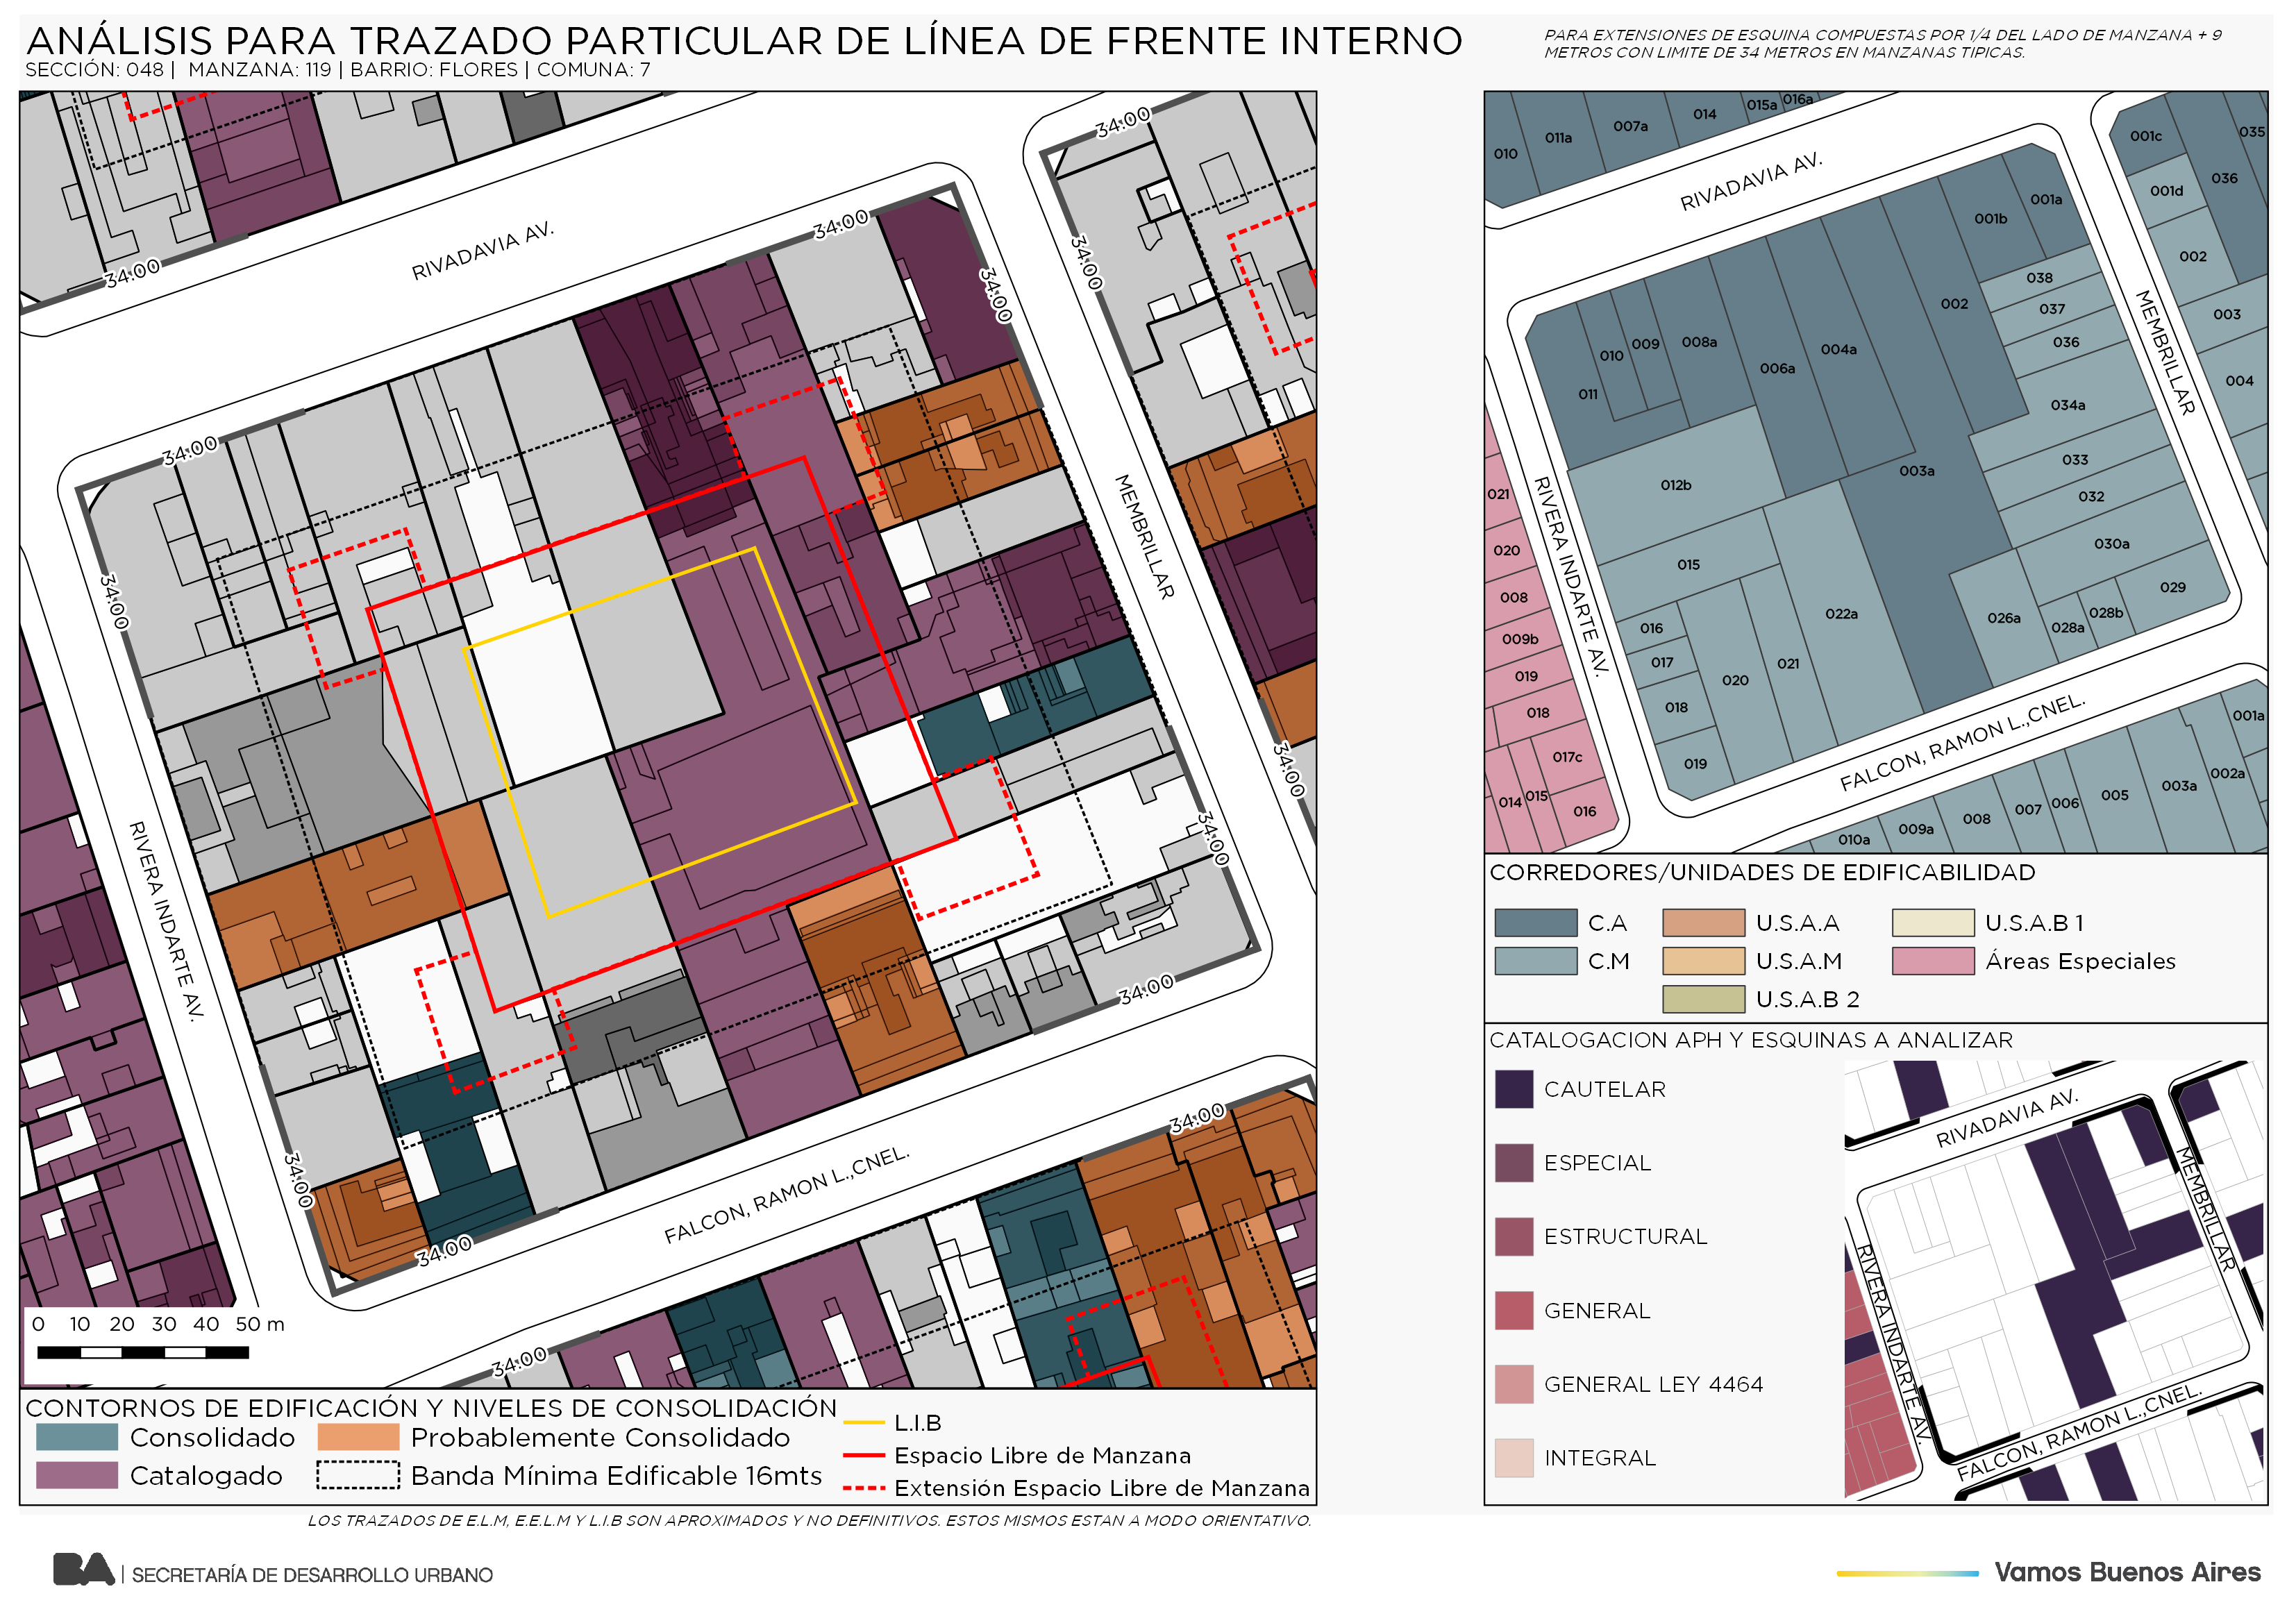 ANÁLISIS PARA TRAZADO PARTICULAR DE LÍNEA DE FRENTE INTERNO
SECCIÓN: 048 | MANZANA: 119 | BARRIO: FLORES | COMUNA: 7
PARA EXTENSIONES DE ESQUINA COMPUESTAS POR 1/4 DEL LADO DE MANZANA + 9
METROS CON LIMITE DE 34 METROS EN MANZANAS TIPICAS.
34:00
34:00
34:00
RIVADAVIA AV.
34:00
34:00
34:00
34:00
34:00
MEMBRILLAR
34:00
34:00
RIVERA INDARTE AV.
34:00
34:00
34:00
FALCON, RAMON L.,CNEL.
34:00
34:00
0 10 20 30 40 50 m
CONTORNOS DE EDIFICACIÓN Y NIVELES DE CONSOLIDACIÓN
Consolidado
Probablemente Consolidado
Catalogado
Banda Mínima Edificable 16mts
L.I.B
Espacio Libre de Manzana
Extensión Espacio Libre de Manzana
LOS TRAZADOS DE E.L.M, E.E.L.M Y L.I.B SON APROXIMADOS Y NO DEFINITIVOS. ESTOS MISMOS ESTAN A MODO ORIENTATIVO.
010
011a
007a
014
015a
016a
RIVADAVIA AV.
001c
035
036
001d
002
003
004
MEMBRILLAR
001a
001b
002
038
037
036
034a
033
032
030a
029
028b
028a
026a
003a
004a
006a
008a
009
010
011
012b
015
022a
021
020
016
017
018
019
RIVERA INDARTE AV.
021
020
008
009b
019
018
017c
014
015
016
FALCON, RAMON L.,CNEL.
010a
009a
008
007
006
005
003a
002a
001a
CORREDORES/UNIDADES DE EDIFICABILIDAD
C.A
U.S.A.A
U.S.A.B 1
C.M
U.S.A.M
Áreas Especiales
U.S.A.B 2
CATALOGACION APH Y ESQUINAS A ANALIZAR
CAUTELAR
ESPECIAL
ESTRUCTURAL
GENERAL
GENERAL LEY 4464
INTEGRAL
RIVADAVIA AV.
MEMBRILLAR
RIVERA INDARTE AV.
FALCON, RAMON L.,CNEL.
BA | SECRETARÍA DE DESARROLLO URBANO
Vamos Buenos Aires